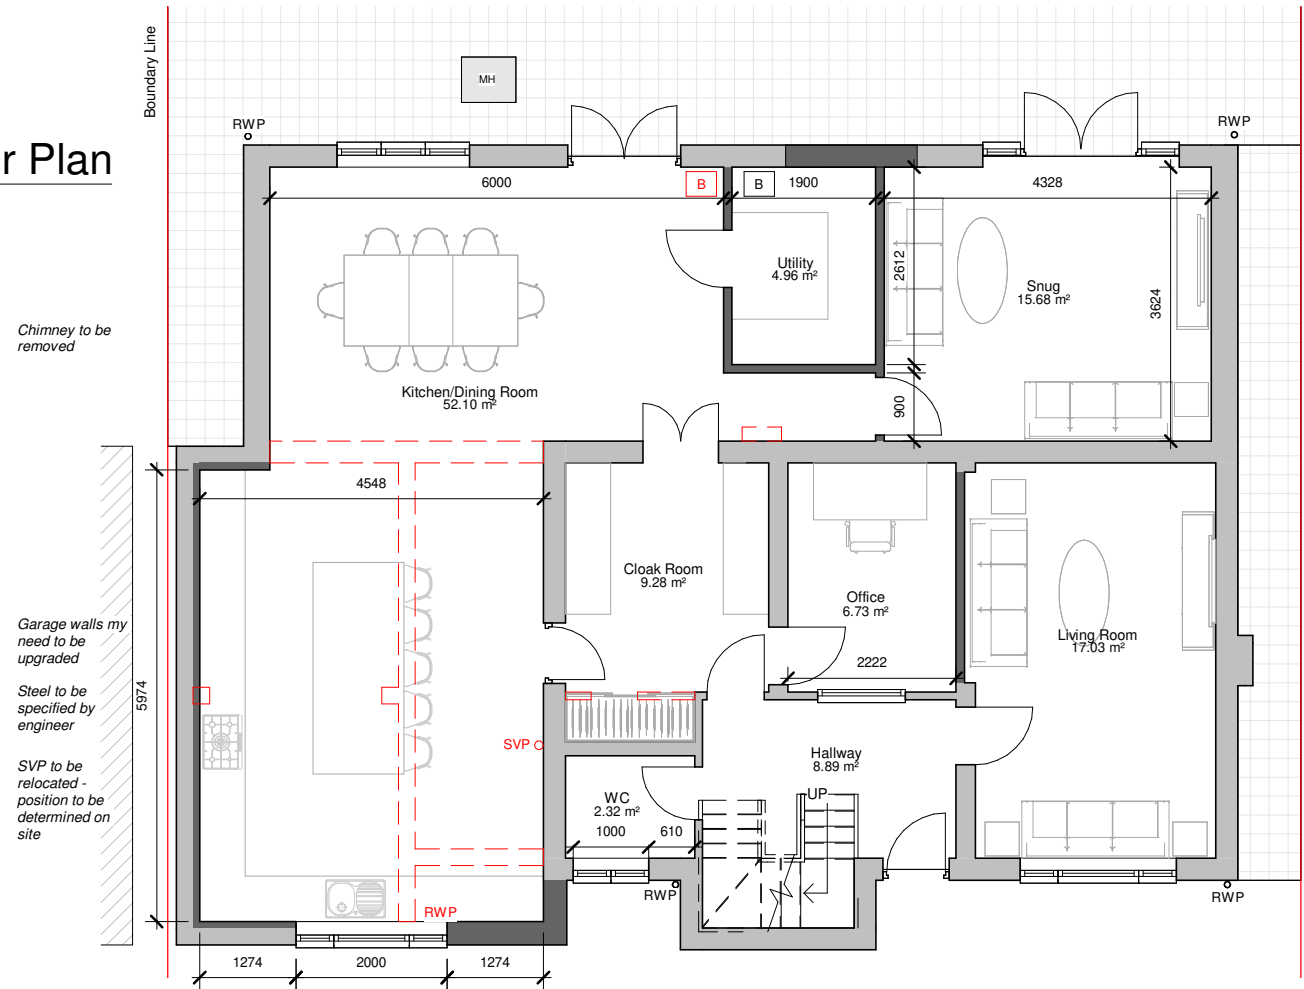 Boundary Line
MH
RWP
RWP
r Plan
6000
B
B
1900
4328
Utility
4.96 m²
2612
Snug
15.68 m²
3624
Chimney to be
removed
Kitchen/Dining Room
52.10 m²
900
4548
Cloak Room
9.28 m²
Office
6.73 m²
Living Room
17.03 m²
Garage walls my
need to be
upgraded
2222
5974
Steel to be
specified by
engineer
SVP
Hallway
8.89 m²
SVP to be
relocated -
position to be
determined on
site
WC
2.32 m²
UP
1000
610
RWP
RWP
RWP
1274
2000
1274